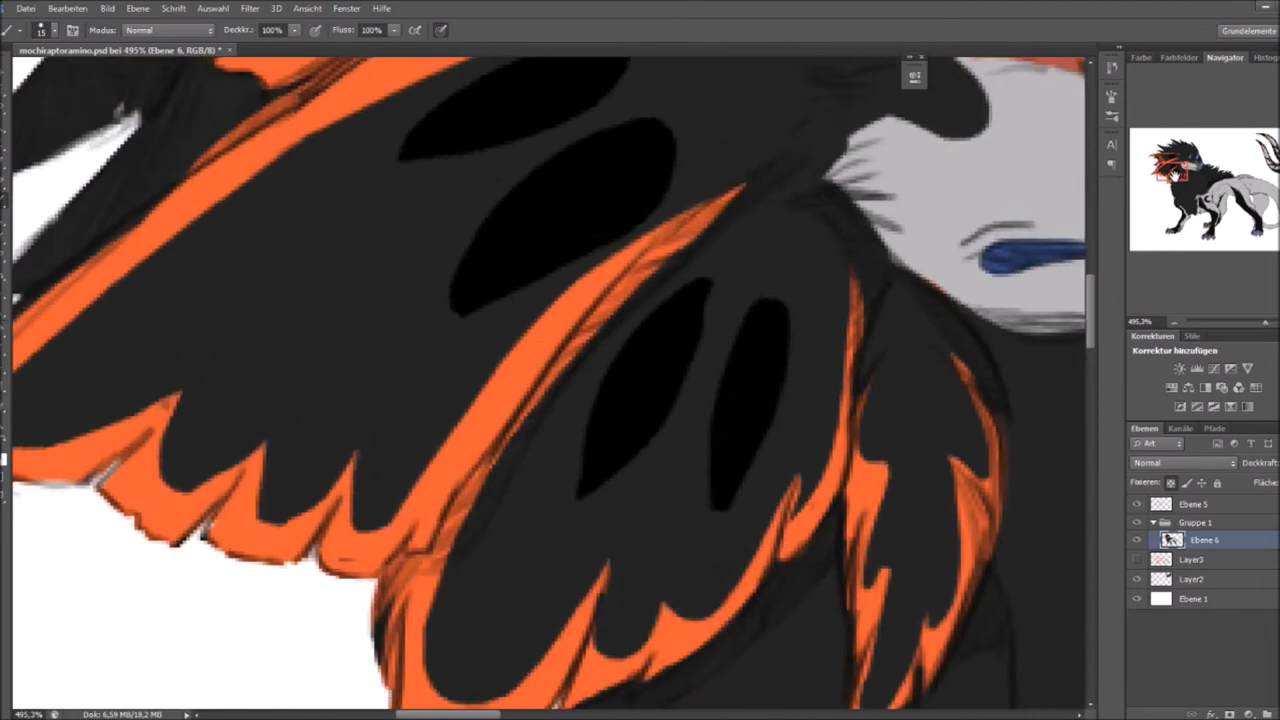 Datei Bearbeiten Bild Ebene Schrift Auswahl Filter 3D Ansicht Fenster Hilfe
15 Modus: Normal Deckkr.: 100% Fluss: 100% Grundelemente
mochiraptoramino.psd bei 495% (Ebene 6, RGB/8) * ×
Farbe Farbfelder Navigator Histog
495,3%
Korrekturen Stile
Korrektur hinzufügen
Ebenen Kanäle Pfade
Art
Normal Deckkraft
Fixieren: Fläche
Ebene 5
Gruppe 1
Ebene 6
Layer3
Layer2
Ebene 1
495,3% Dok: 6,59 MB/18,2 MB